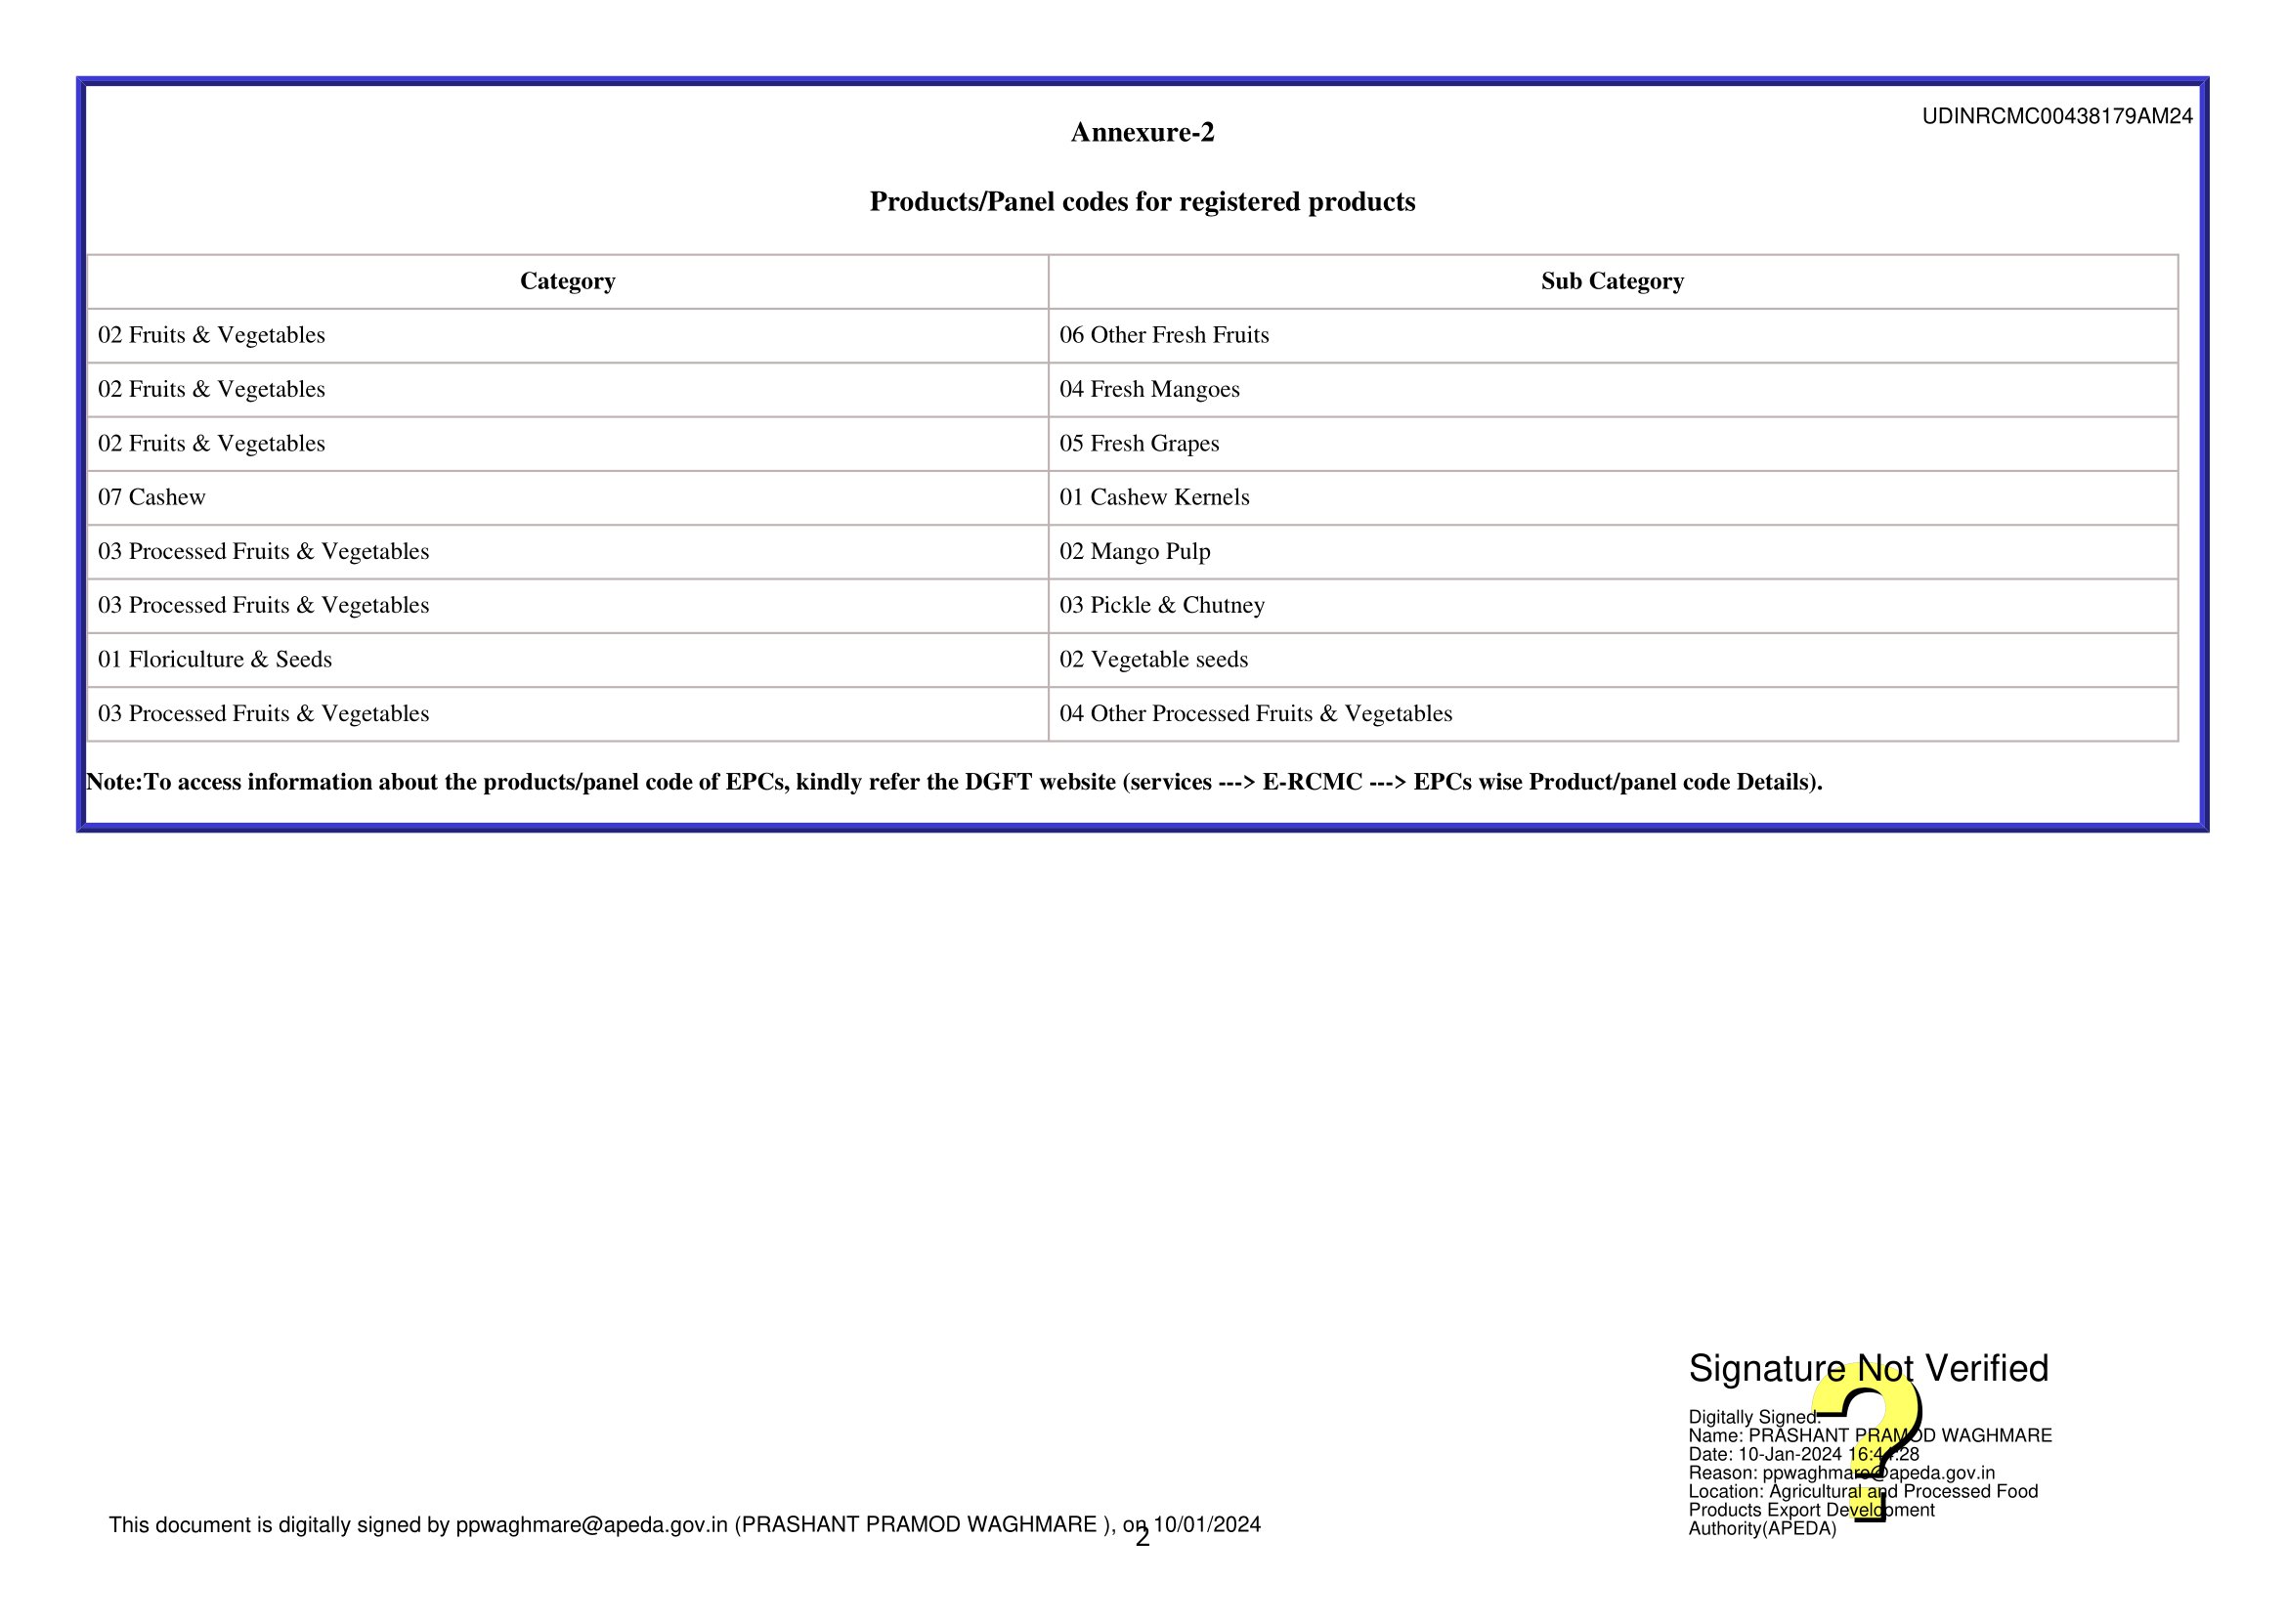 UDINRCMC00438179AM24
Annexure-2
Products/Panel codes for registered products
Category Sub Category
02 Fruits & Vegetables 06 Other Fresh Fruits
02 Fruits & Vegetables 04 Fresh Mangoes
02 Fruits & Vegetables 05 Fresh Grapes
07 Cashew 01 Cashew Kernels
03 Processed Fruits & Vegetables 02 Mango Pulp
03 Processed Fruits & Vegetables 03 Pickle & Chutney
01 Floriculture & Seeds 02 Vegetable seeds
03 Processed Fruits & Vegetables 04 Other Processed Fruits & Vegetables
Note:To access information about the products/panel code of EPCs, kindly refer the DGFT website (services ---> E-RCMC ---> EPCs wise Product/panel code Details).
Signature Not Verified
Digitally Signed.
Name: PRASHANT PRAMOD WAGHMARE
Date: 10-Jan-2024 16:44:28
Reason: ppwaghmare@apeda.gov.in
Location: Agricultural and Processed Food
Products Export Development
Authority(APEDA)
This document is digitally signed by ppwaghmare@apeda.gov.in (PRASHANT PRAMOD WAGHMARE ), on 10/01/2024
2